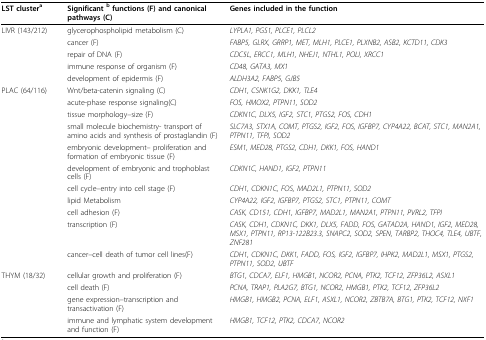 LST cluster^a Significant ^b functions (F) and canonical Genes included in the function
pathways (C)
LIVR (143/212) glycerophospholipid metabolism (C) LYPLA1, PGS1, PLCE1, PLCL2
cancer (F) FABP5, GLRX, GRRP1, MET, MLH1, PLCE1, PLXNB2, ASB2, KCTD11, CDK3
repair of DNA (F) CDC5L, ERCC1, MLH1, NHEJ1, NTHL1, POLI, XRCC1
immune response of organism (F) CD48, GATA3, MX1
development of epidermis (F) ALDH3A2, FABP5, GJB5
PLAC (64/116) Wnt/beta-catenin signaling (C) CDH1, CSNK1G2, DKK1, TLE4
acute-phase response signaling(C) FOS, HMOX2, PTPN11, SOD2
tissue morphology–size (F) CDKN1C, DLX5, IGF2, STC1, PTGS2, FOS, CDH1
small molecule biochemistry- transport of SLC7A3, STX1A, COMT, PTGS2, IGF2, FOS, IGFBP7, CYP4A22, BCAT, STC1, MAN2A1,
amino acids and synthesis of prostaglandin (F) PTPN11, TFPI, SOD2
embryonic development– preleration and ESM1, MED28, PTGS2, CDH1, DKK1, FOS, HAND1
formation of embryonic tissue (F)
development of embryonic and trophoblast CDKN1C, HAND1, IGF2, PTPN11
cells (F)
cell cycle–entry into cell stage (F) CDH1, CDKN1C, FOS, MAD2L1, PTPN11, SOD2
lipid Metabolism CYP4A22, IGF2, IGFBP7, PTGS2, STC1, PTPN11, COMT
cell adhesion (F) CASK, CD151, CDH1, IGFBP7, MAD2L1, MAN2A1, PTPN11, PVRL2, TFPI
transcription (F) CASK, CDH1, CDKN1C, DKK1, DLX5, FADD, FOS, GATAD2A, HAND1, IGF2, MED28,
MSX1, PTPN11, RP13-122B23.3, SNAPC2, SOD2, SPEN, TARBP2, THOC4, TLE4, UBTF,
ZNF281
cancer–cell death of tumor cell lines(F) CDH1, CDKN1C, DKK1, FADD, FOS, IGF2, IGFBP7, IHPK2, MAD2L1, MSX1, PTGS2,
PTPN11, SOD2, UBTF
THYM (18/32) cellular growth and proliferation (F) BTG1, CDCA7, ELF1, HMGB1, NCOR2, PCNA, PTK2, TCF12, ZFP36L2, ASXL1
cell death (F) PCNA, TRAP1, PLA2G7, BTG1, NCOR2, HMGB1, PTK2, TCF12, ZFP36L2
gene expression–transcription and HMGB1, HMGB2, PCNA, ELF1, ASXL1, NCOR2, ZBTB7A, BTG1, PTK2, TCF12, NXF1
transactivation (F)
immune and lymphatic system development HMGB1, TCF12, PTK2, CDCA7, NCOR2
and function (F)